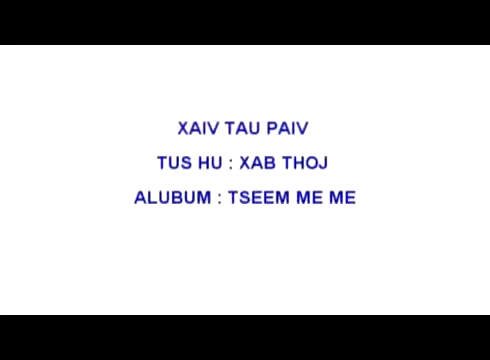 XAIV TAU PAIV
TUS HU : XAB THOJ
ALUBUM : TSEEM ME ME